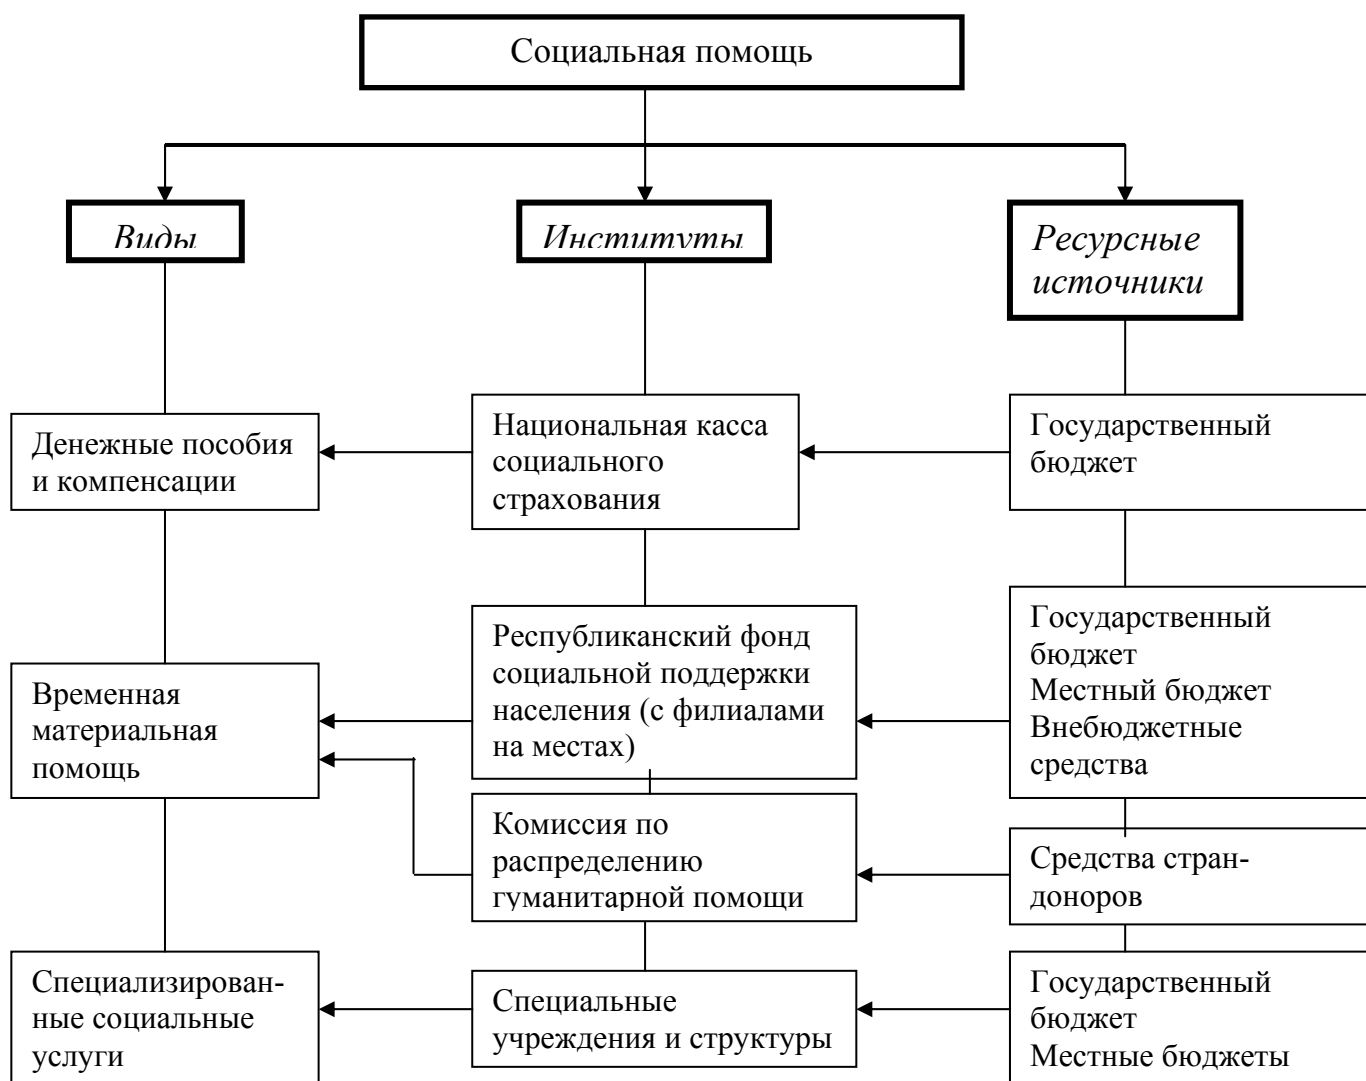 Социальная помощь
Виды
Институты
Ресурсные
источники
Денежные пособия
и компенсации
Национальная касса
социального
страхования
Государственный
бюджет
Временная
материальная
помощь
Республиканский фонд
социальной поддержки
населения (с филиалами
на местах)
Государственный
бюджет
Местный бюджет
Внебюджетные
средства
Комиссия по
распределению
гуманитарной помощи
Средства стран-
доноров
Специализирован-
ные социальные
услуги
Специальные
учреждения и структуры
Государственный
бюджет
Местные бюджеты